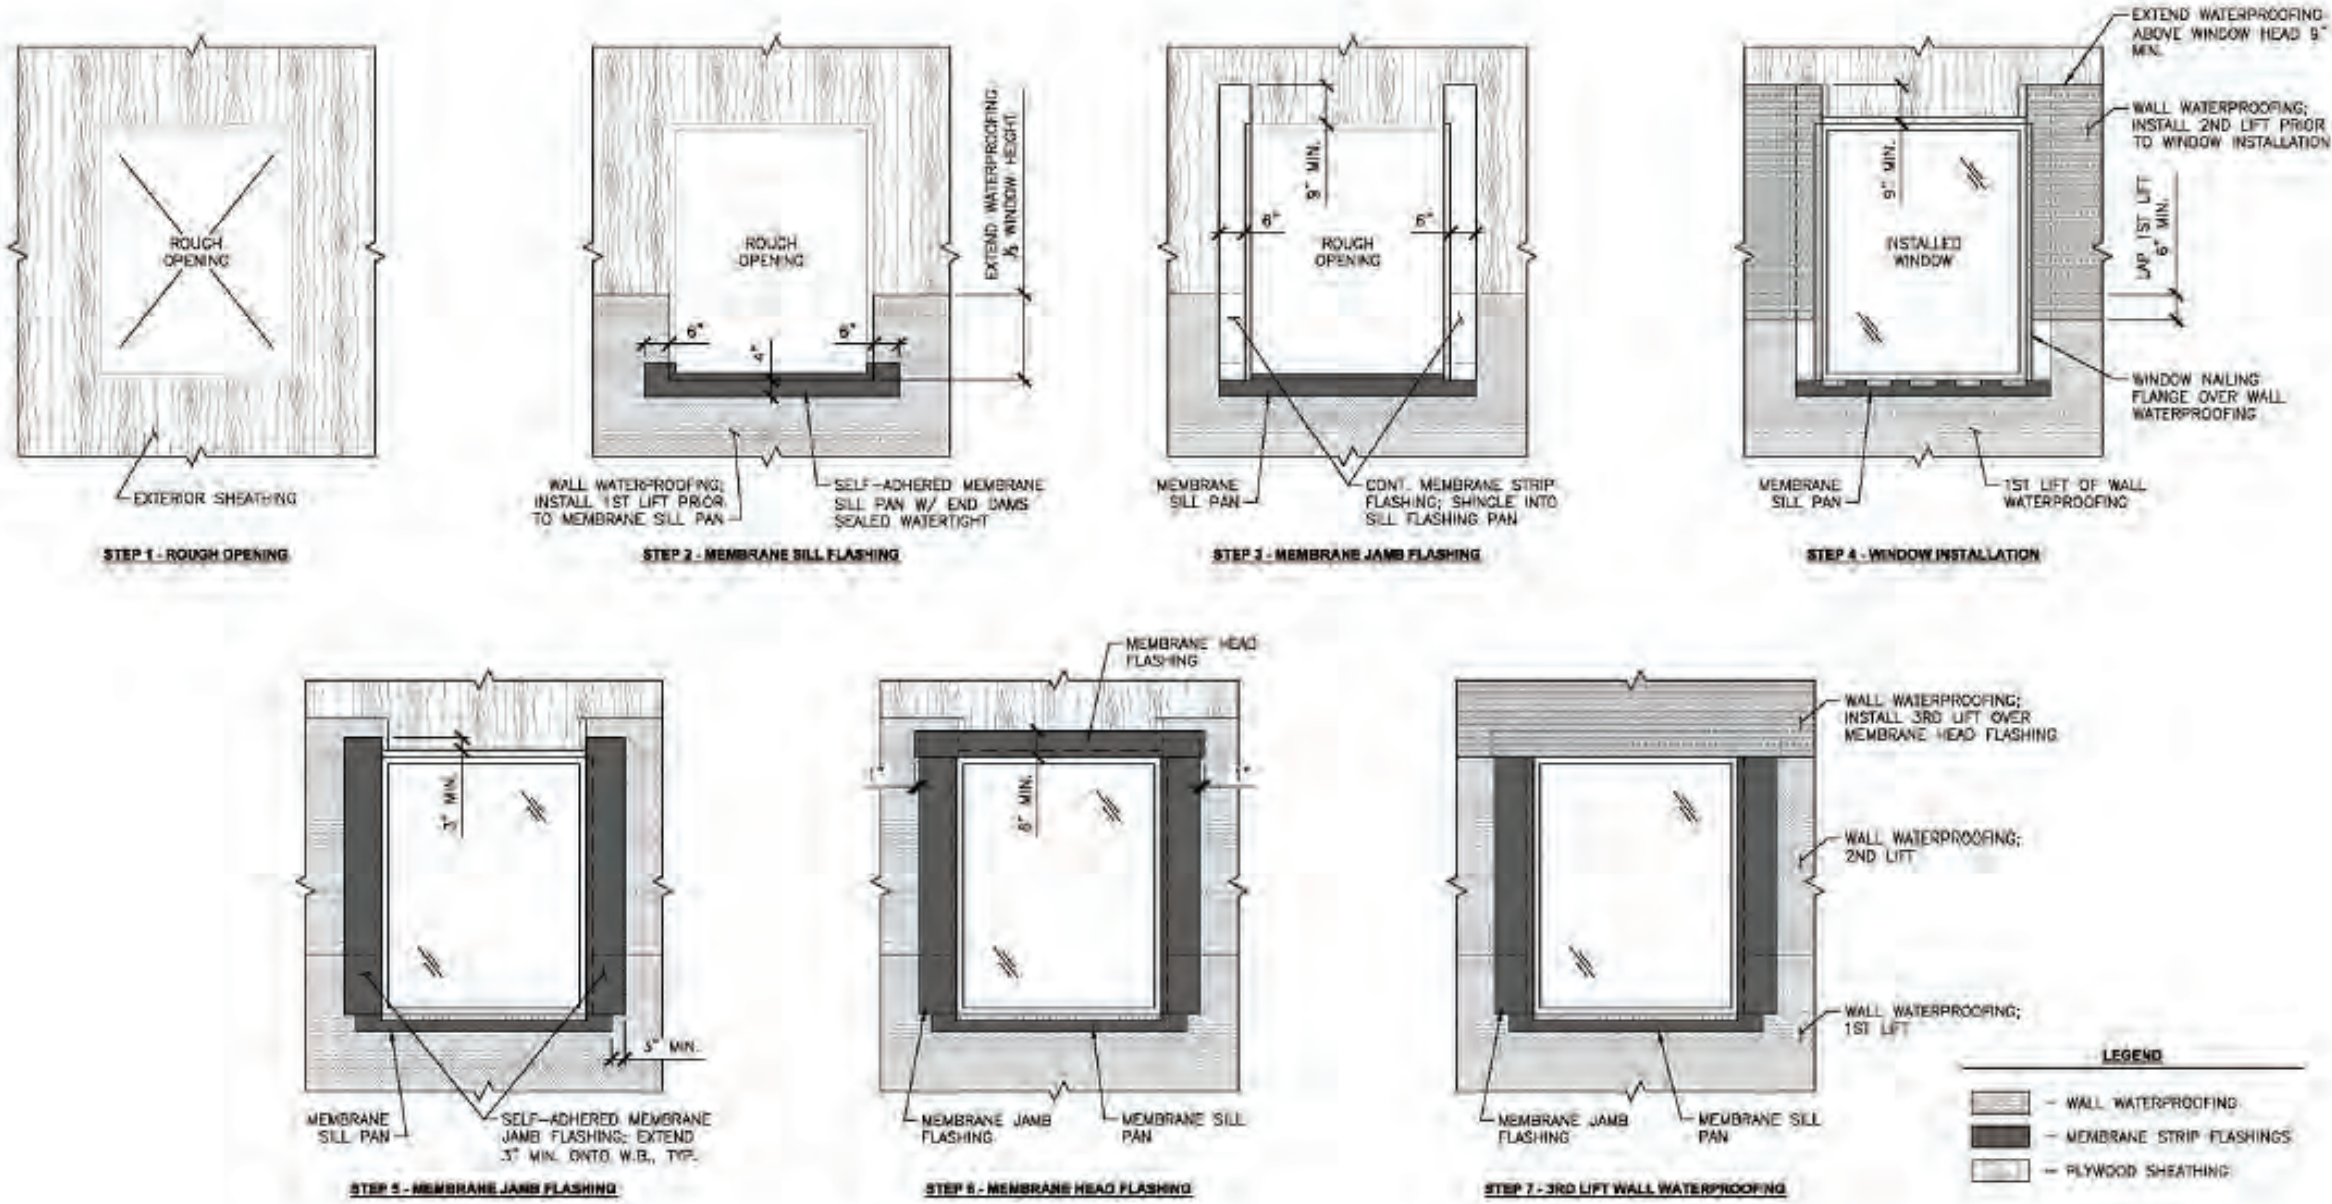 ROUGH
OPENING
EXTERIOR SHEATHING
STEP 1 - ROUGH OPENING
EXTEND WATERPROOFING
⅓ WINDOW HEIGHT
ROUGH
OPENING
6"
6"
4"
WALL WATERPROOFING;
INSTALL 1ST LIFT PRIOR
TO MEMBRANE SILL PAN
SELF-ADHERED MEMBRANE
SILL PAN W/ END DAMS
SEALED WATERTIGHT
STEP 2 - MEMBRANE SILL FLASHING
9" MIN.
6"
6"
ROUGH
OPENING
MEMBRANE
SILL PAN
CONT. MEMBRANE STRIP
FLASHING; SHINGLE INTO
SILL FLASHING PAN
STEP 3 - MEMBRANE JAMB FLASHING
EXTEND WATERPROOFING
ABOVE WINDOW HEAD 9"
MIN.
WALL WATERPROOFING;
INSTALL 2ND LIFT PRIOR
TO WINDOW INSTALLATION
9" MIN.
LAP 1ST LIFT
6" MIN.
INSTALLED
WINDOW
WINDOW NAILING
FLANGE OVER WALL
WATERPROOFING
MEMBRANE
SILL PAN
1ST LIFT OF WALL
WATERPROOFING
STEP 4 - WINDOW INSTALLATION
3" MIN.
3" MIN.
MEMBRANE
SILL PAN
SELF-ADHERED MEMBRANE
JAMB FLASHING; EXTEND
3" MIN. ONTO W.B., TYP.
STEP 5 - MEMBRANE JAMB FLASHING
MEMBRANE HEAD
FLASHING
1"
1"
6" MIN.
MEMBRANE JAMB
FLASHING
MEMBRANE SILL
PAN
STEP 6 - MEMBRANE HEAD FLASHING
WALL WATERPROOFING;
INSTALL 3RD LIFT OVER
MEMBRANE HEAD FLASHING
WALL WATERPROOFING;
2ND LIFT
WALL WATERPROOFING;
1ST LIFT
MEMBRANE JAMB
FLASHING
MEMBRANE SILL
PAN
STEP 7 - 3RD LIFT WALL WATERPROOFING
LEGEND
- WALL WATERPROOFING
- MEMBRANE STRIP FLASHINGS
- PLYWOOD SHEATHING